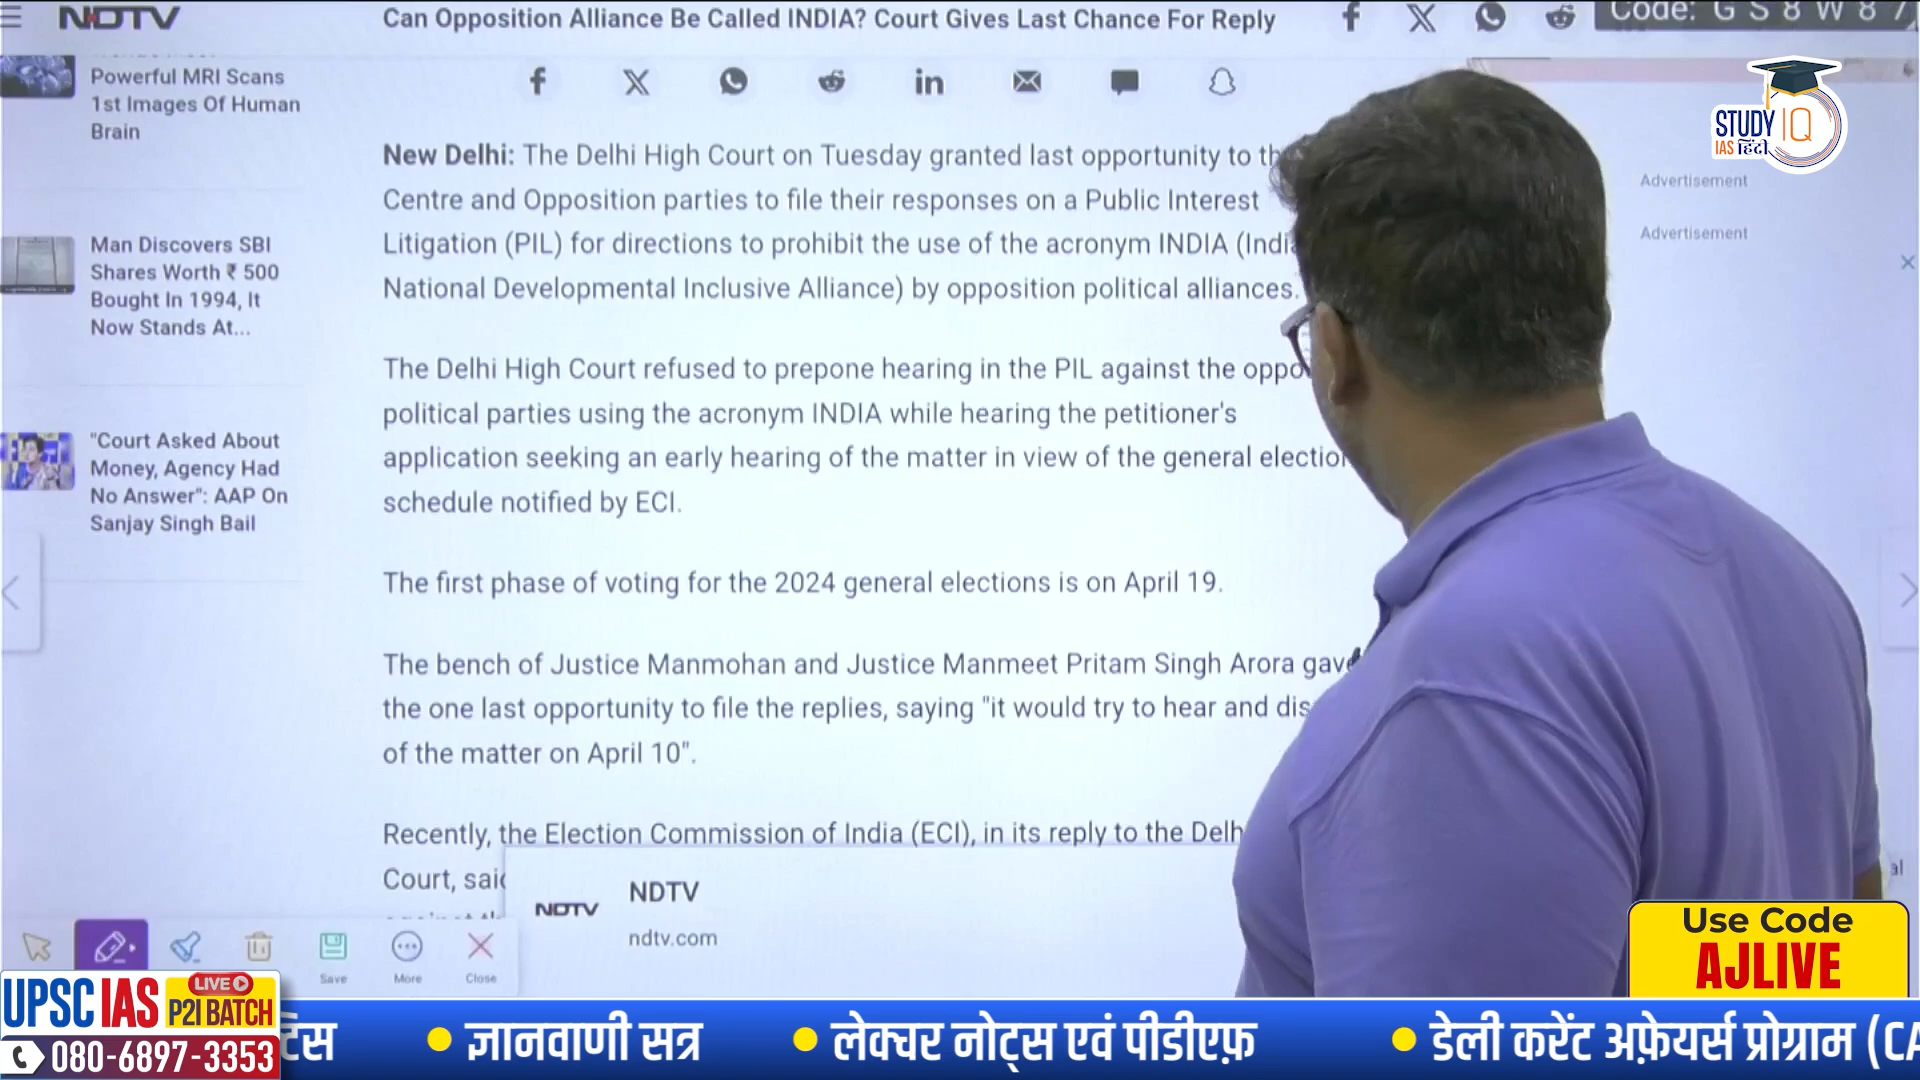 NDTV
Can Opposition Alliance Be Called INDIA? Court Gives Last Chance For Reply
Code: G S 8 W 8 7
Powerful MRI Scans
1st Images Of Human
Brain
Man Discovers SBI
Shares Worth ₹ 500
Bought In 1994, It
Now Stands At...
"Court Asked About
Money, Agency Had
No Answer": AAP On
Sanjay Singh Bail
New Delhi: The Delhi High Court on Tuesday granted last opportunity to th
Centre and Opposition parties to file their responses on a Public Interest
Litigation (PIL) for directions to prohibit the use of the acronym INDIA (India
National Developmental Inclusive Alliance) by opposition political alliances.
The Delhi High Court refused to prepone hearing in the PIL against the oppo
political parties using the acronym INDIA while hearing the petitioner's
application seeking an early hearing of the matter in view of the general election
schedule notified by ECI.
The first phase of voting for the 2024 general elections is on April 19.
The bench of Justice Manmohan and Justice Manmeet Pritam Singh Arora gave
the one last opportunity to file the replies, saying "it would try to hear and dis
of the matter on April 10".
Recently, the Election Commission of India (ECI), in its reply to the Delh
Court, said
NDTV
NDTV
ndtv.com
STUDY IQ
IAS हिंदी
Advertisement
Advertisement
al
Save
More
Close
Use Code
AJLIVE
UPSC IAS LIVE
P2I BATCH
080-6897-3353
टिस • ज्ञानवाणी सत्र • लेक्चर नोट्स एवं पीडीएफ़ • डेली करेंट अफ़ेयर्स प्रोग्राम (CA